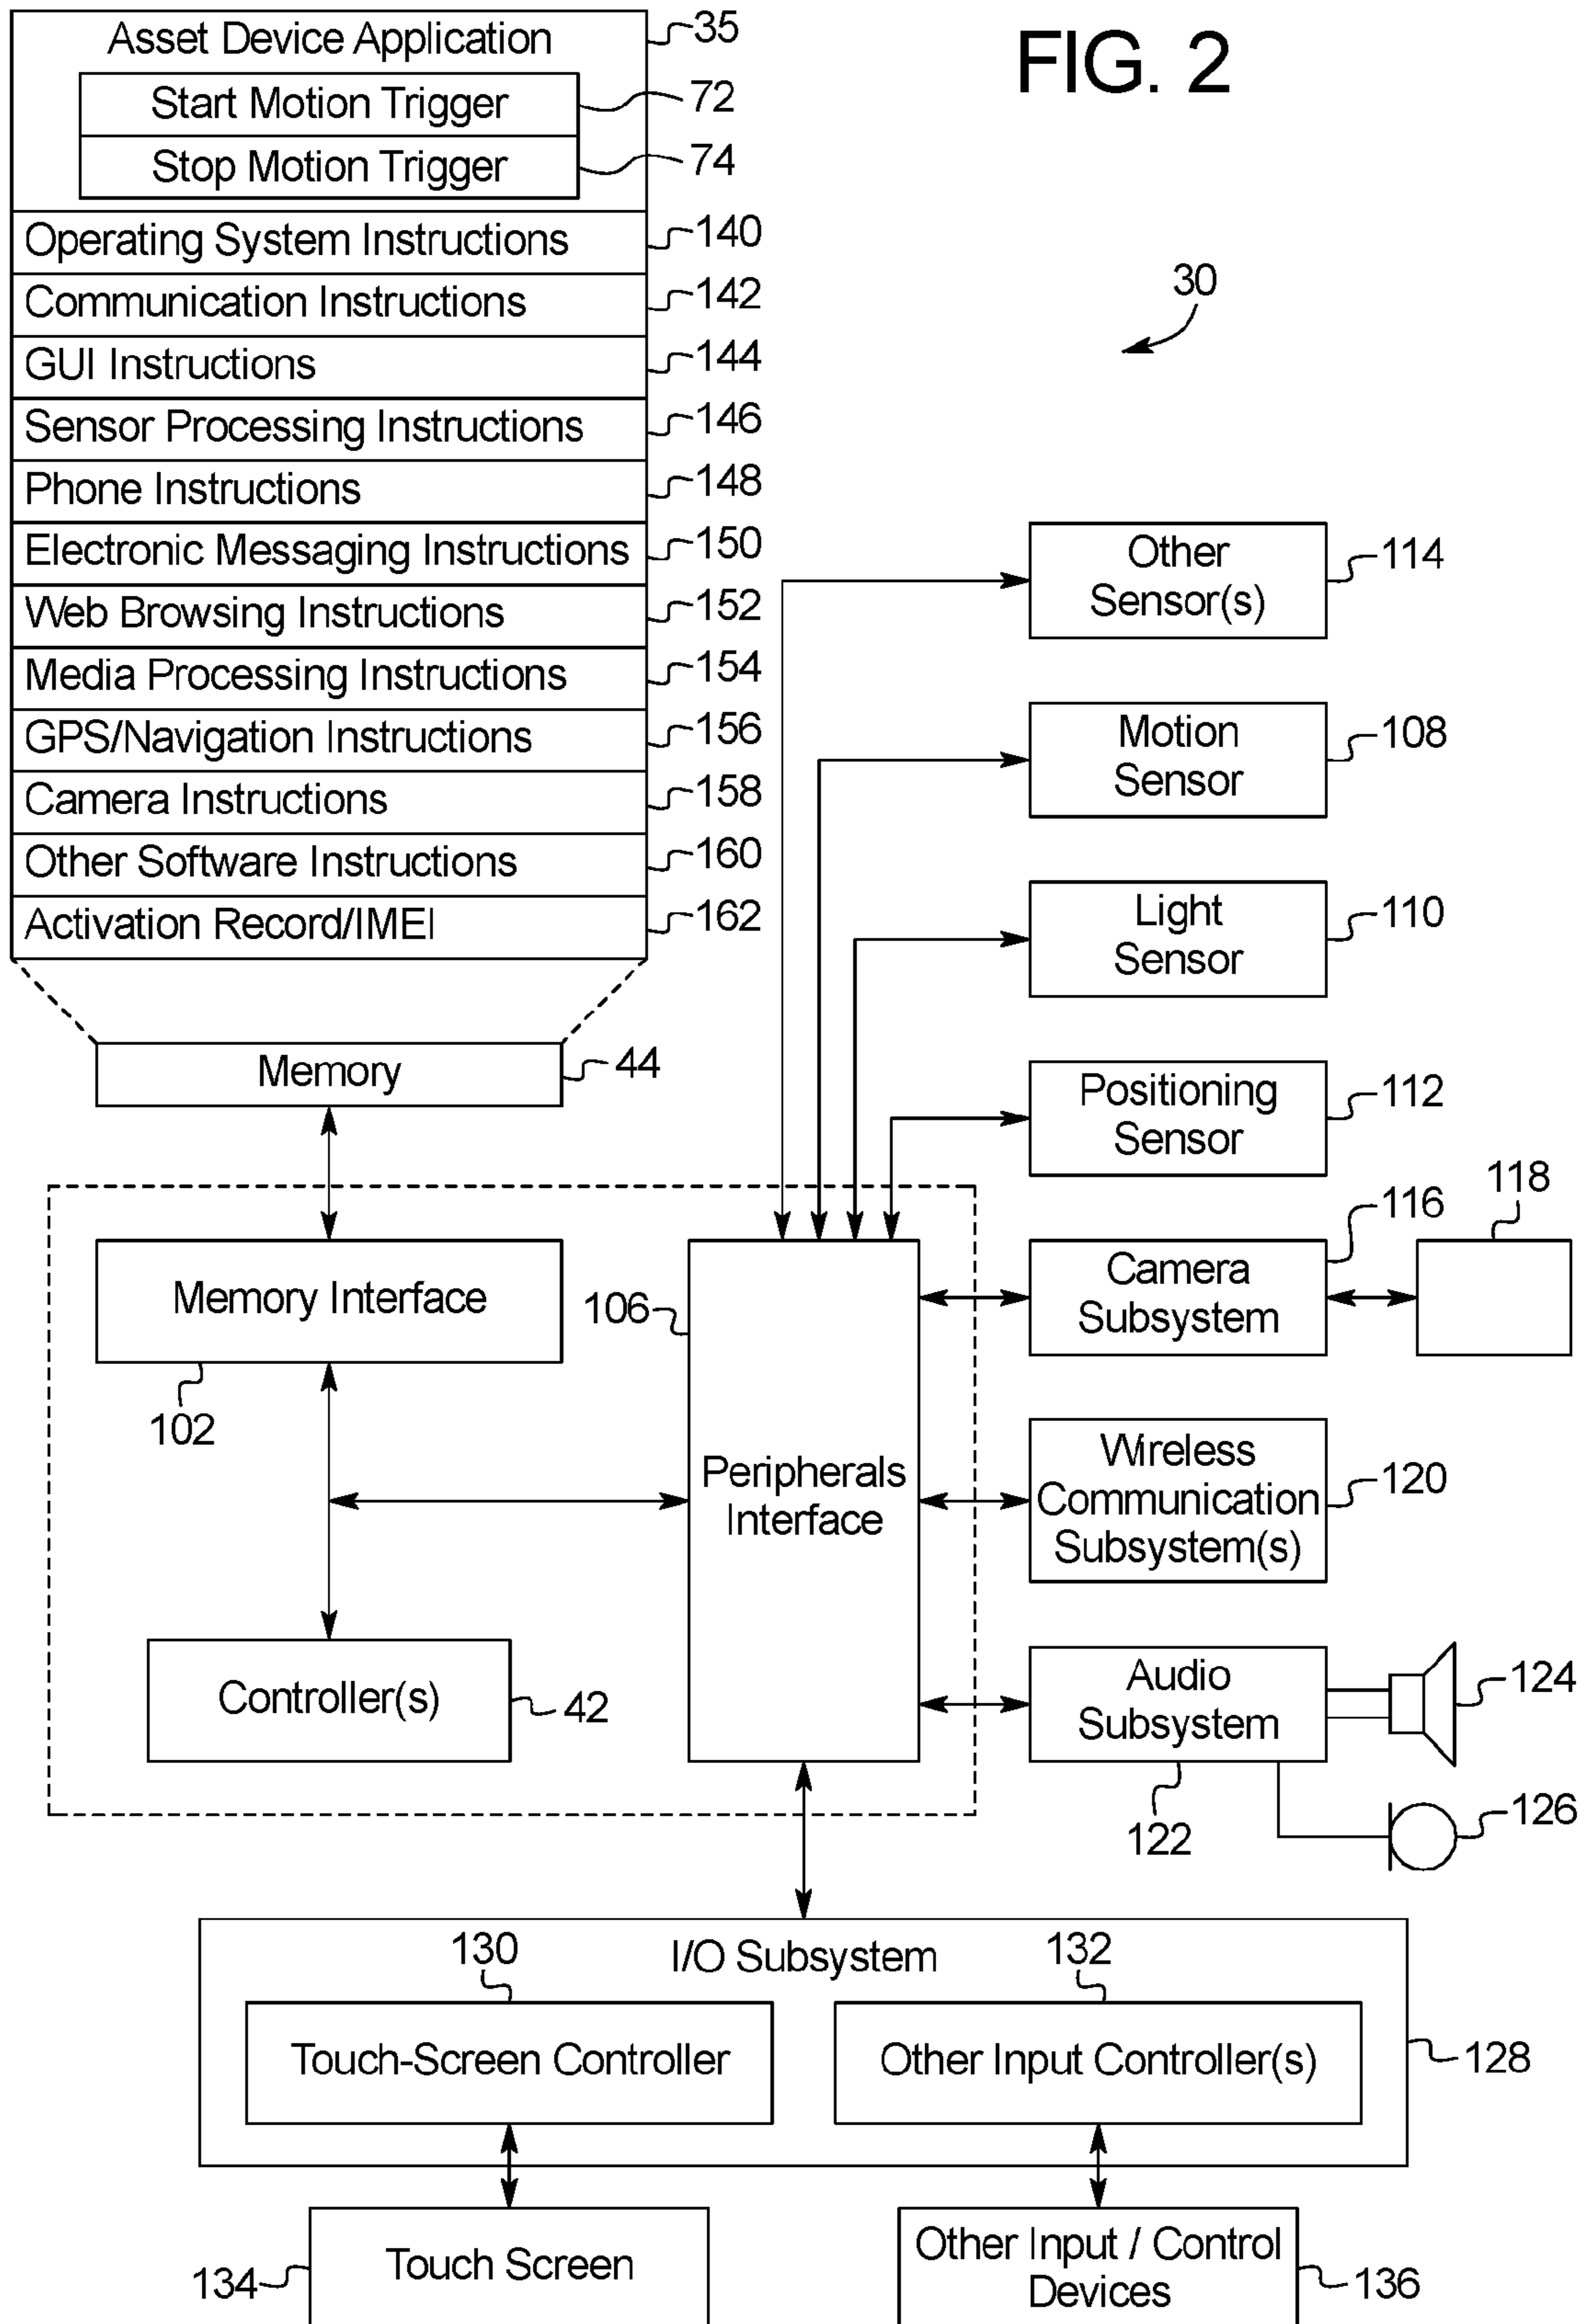 FIG. 2
Asset Device Application 35
Start Motion Trigger 72
Stop Motion Trigger 74
Operating System Instructions 140
Communication Instructions 142
GUI Instructions 144
Sensor Processing Instructions 146
Phone Instructions 148
Electronic Messaging Instructions 150
Web Browsing Instructions 152
Media Processing Instructions 154
GPS/Navigation Instructions 156
Camera Instructions 158
Other Software Instructions 160
Activation Record/IMEI 162
30
Memory 44
Other
Sensor(s)
114
Motion
Sensor
108
Light
Sensor
110
Positioning
Sensor
112
Memory Interface
102
106
Peripherals
Interface
Controller(s) 42
Camera
Subsystem
116
118
Wireless
Communication
Subsystem(s)
120
Audio
Subsystem
122
124
126
I/O Subsystem
130
132
Touch-Screen Controller
Other Input Controller(s)
128
134
Touch Screen
Other Input / Control
Devices
136